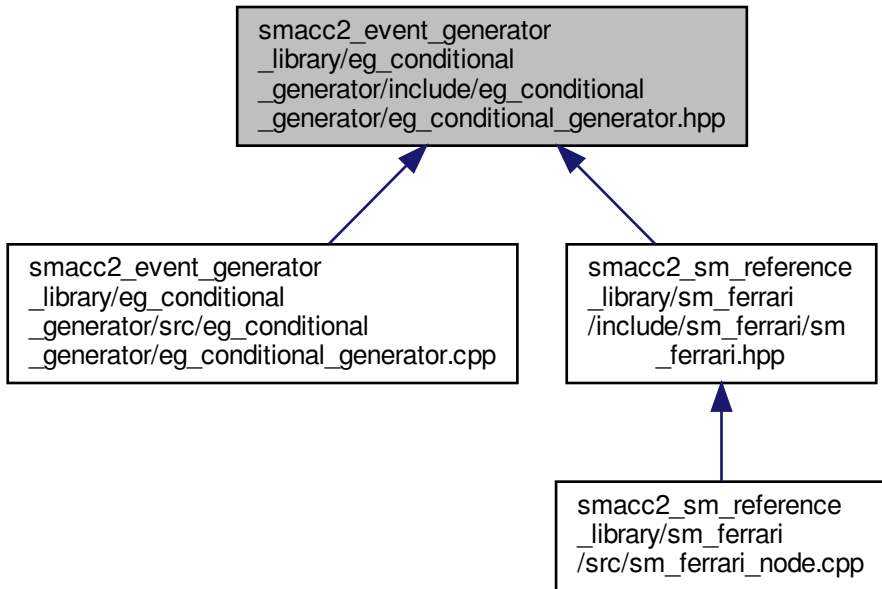 smacc2_event_generator
_library/eg_conditional
_generator/include/eg_conditional
_generator/eg_conditional_generator.hpp
smacc2_event_generator
_library/eg_conditional
_generator/src/eg_conditional
_generator/eg_conditional_generator.cpp
smacc2_sm_reference
_library/sm_ferrari
/include/sm_ferrari/sm
_ferrari.hpp
smacc2_sm_reference
_library/sm_ferrari
/src/sm_ferrari_node.cpp